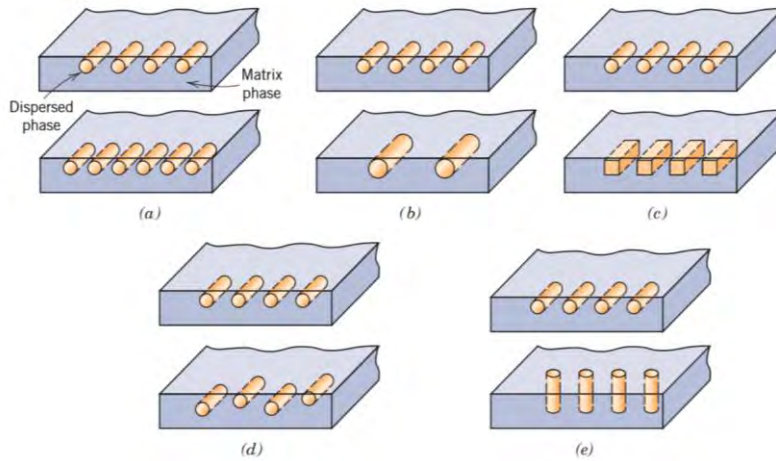 Matrix
phase
Dispersed
phase
(a)
(b)
(c)
(d)
(e)